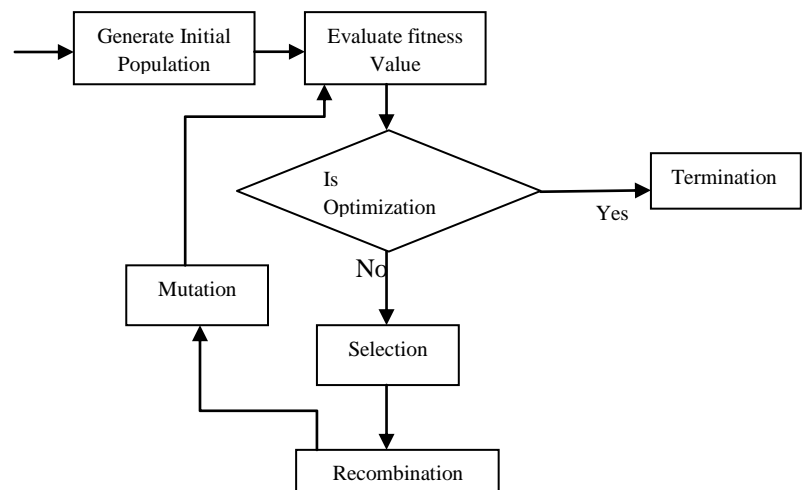 Generate Initial
Population
Evaluate fitness
Value
Is
Optimization
Yes
Termination
No
Mutation
Selection
Recombination